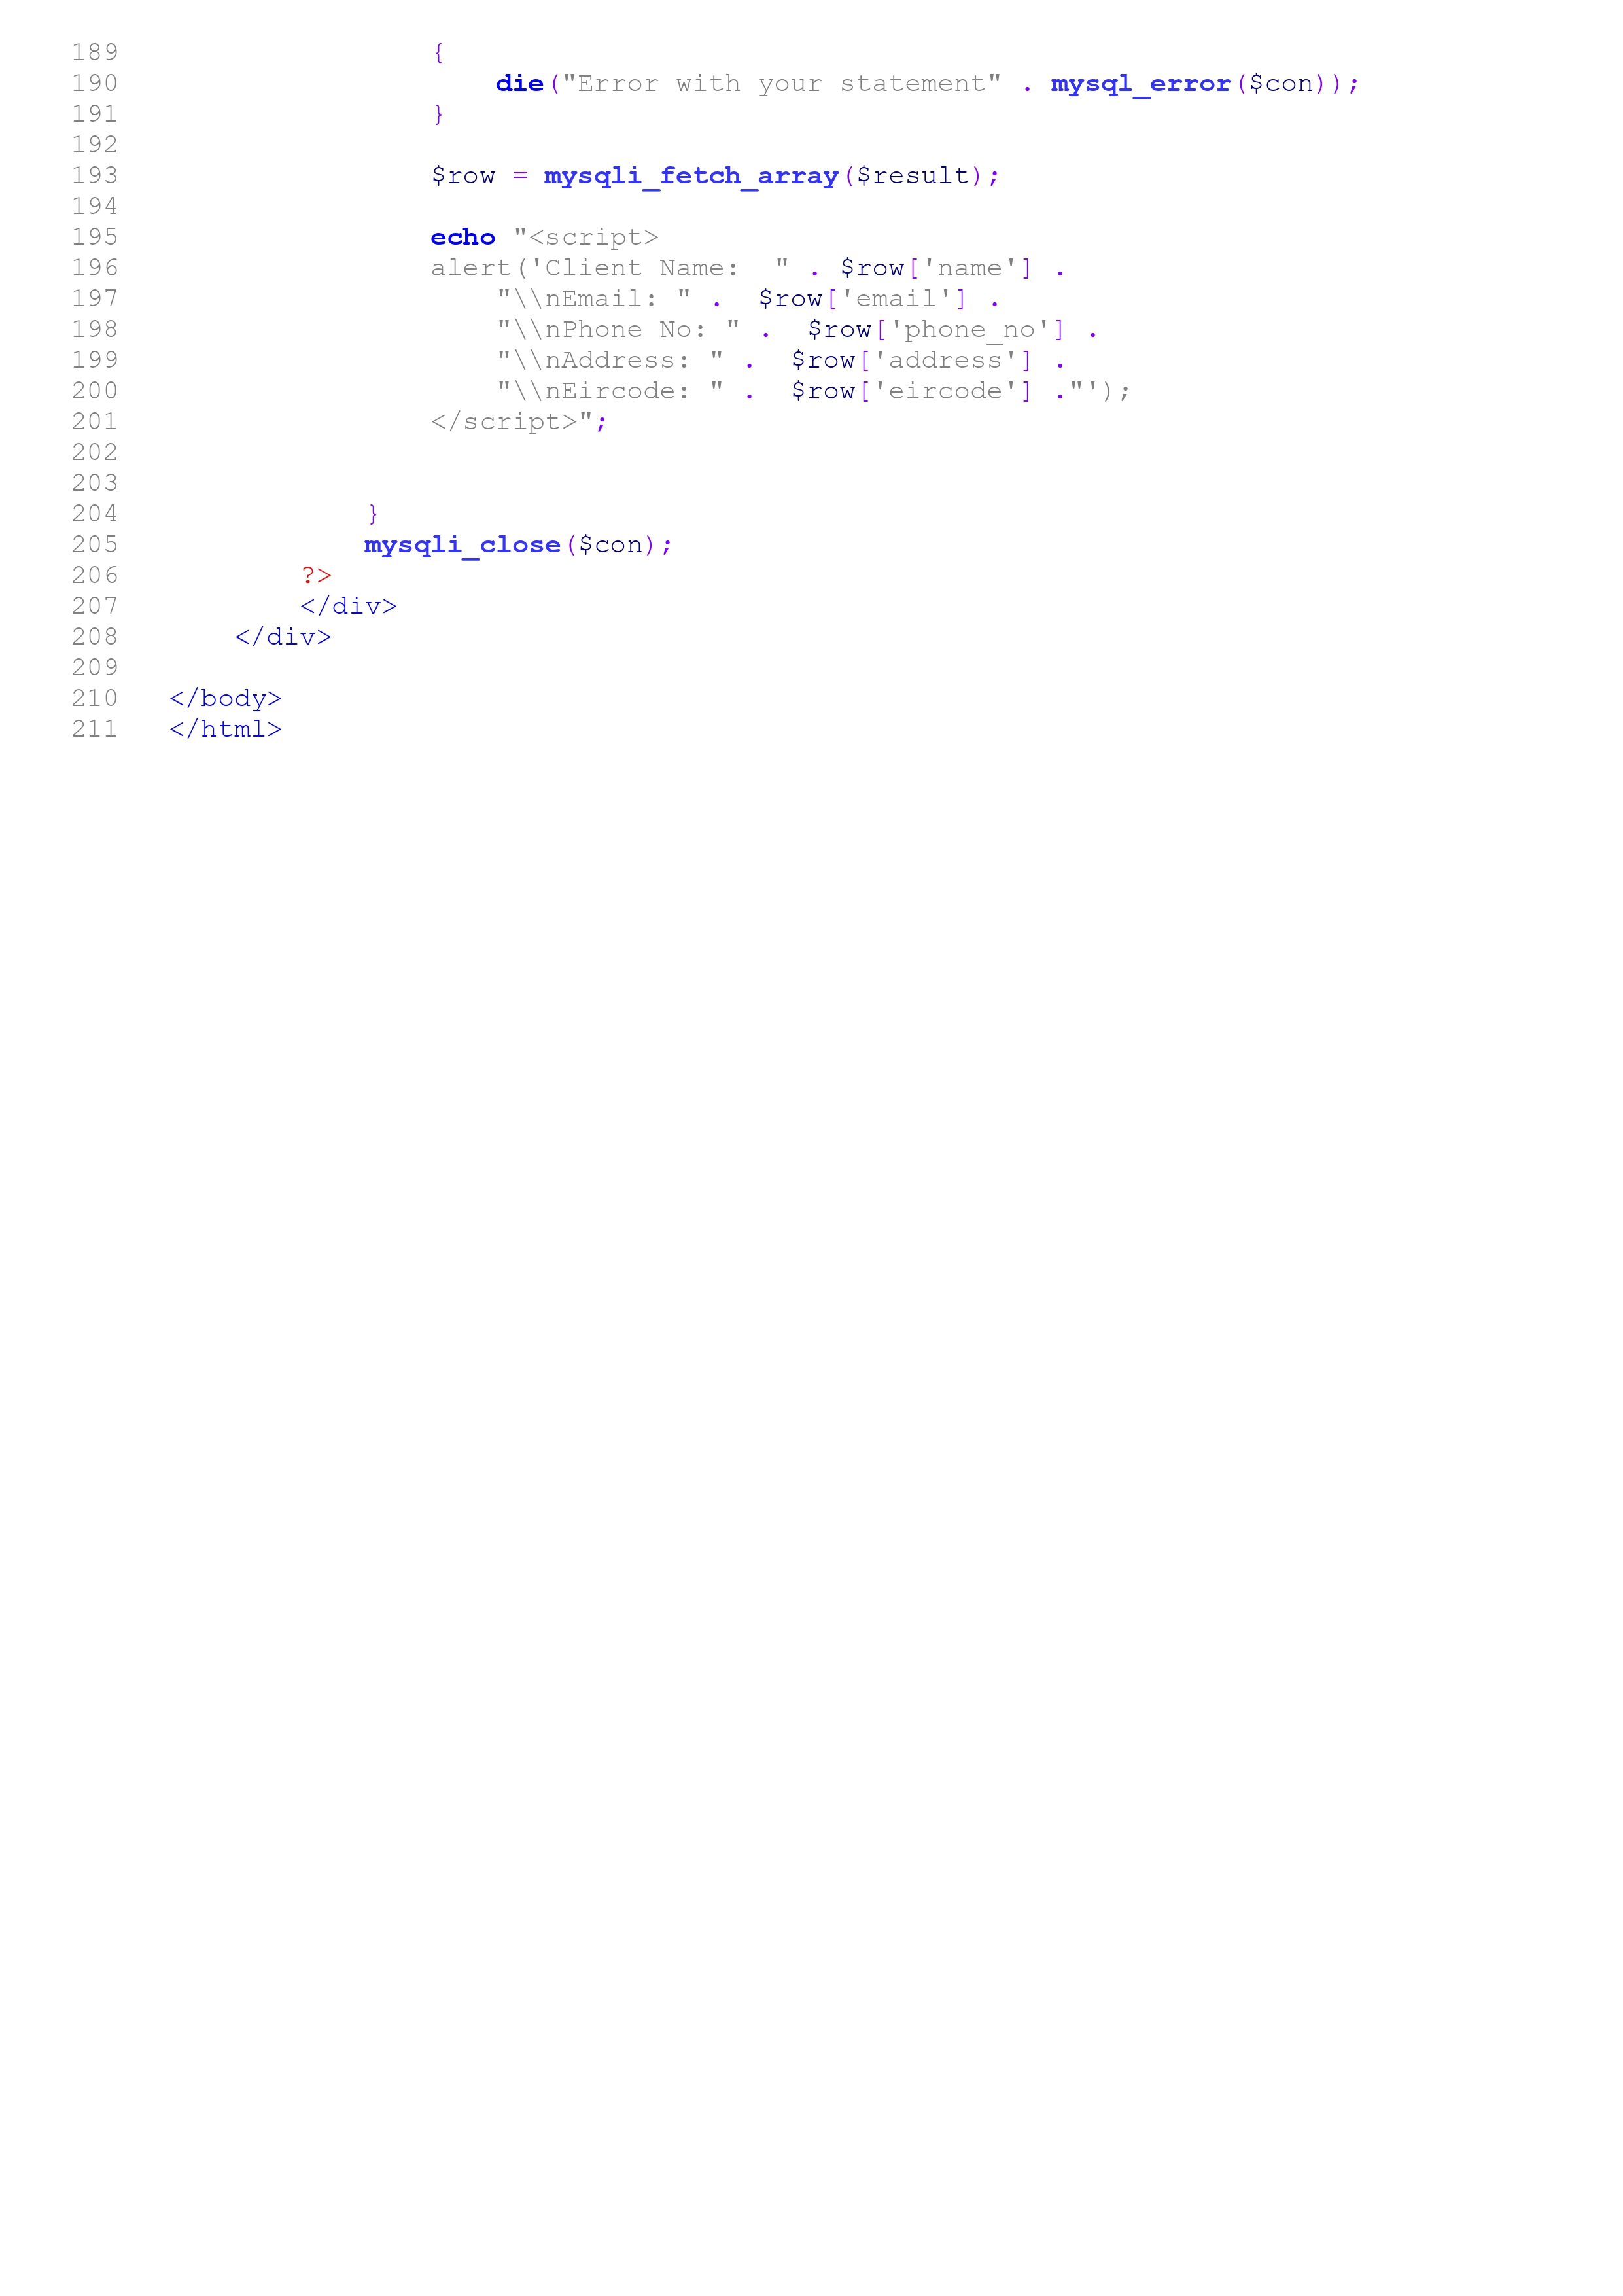 189                   {
190                       die("Error with your statement" . mysql_error($con));
191                   }
192
193                   $row = mysqli_fetch_array($result);
194
195                   echo "<script>
196                   alert('Client Name:  " . $row['name'] .
197                       "\\nEmail: " .  $row['email'] .
198                       "\\nPhone No: " .  $row['phone_no'] .
199                       "\\nAddress: " .  $row['address'] .
200                       "\\nEircode: " .  $row['eircode'] ."');
201                   </script>";
202
203
204               }
205               mysqli_close($con);
206           ?>
207           </div>
208       </div>
209
210   </body>
211   </html>